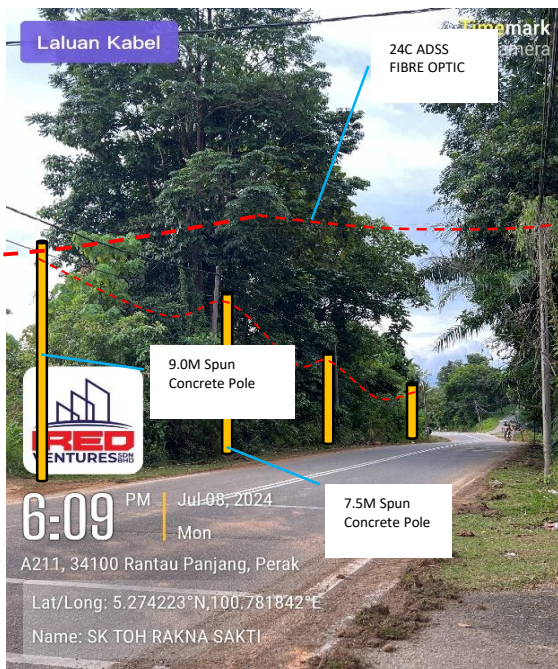 Laluan Kabel
Timemark
Camera
24C ADSS
FIBRE OPTIC
9.0M Spun
Concrete Pole
RED
VENTURES SDN
BHD
7.5M Spun
Concrete Pole
6:09 PM
Jul 08, 2024
Mon
A211, 34100 Rantau Panjang, Perak
Lat/Long: 5.274223°N,100.781842°E
Name: SK TOH RAKNA SAKTI